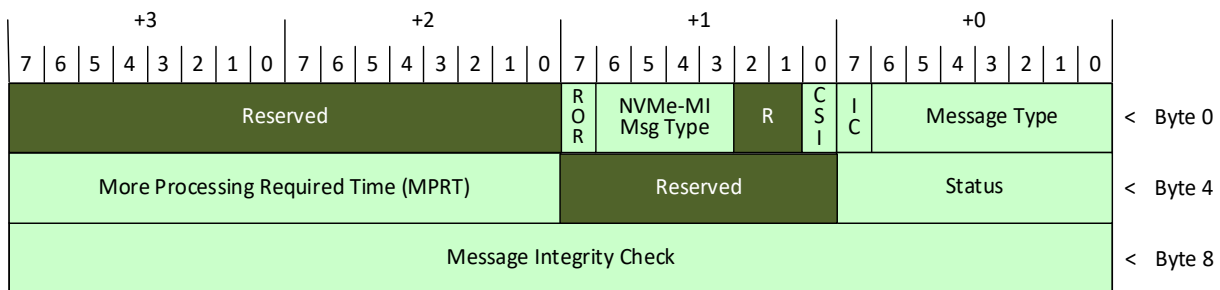 +3 +2 +1 +0
7 6 5 4 3 2 1 0 7 6 5 4 3 2 1 0 7 6 5 4 3 2 1 0 7 6 5 4 3 2 1 0
Reserved ROR NVMe-MI Msg Type R CSI IC Message Type < Byte 0
More Processing Required Time (MPRT) Reserved Status < Byte 4
Message Integrity Check < Byte 8